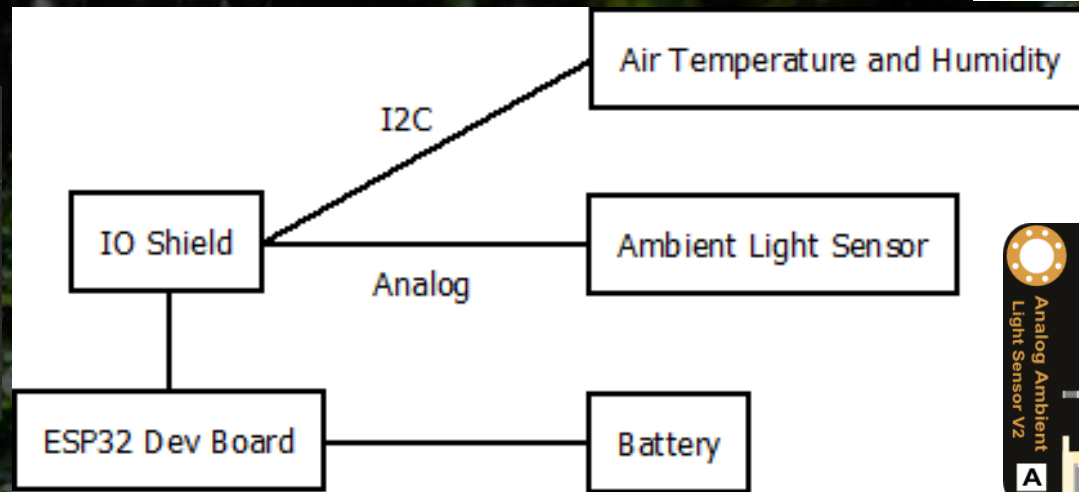 Air Temperature and Humidity
I2C
IO Shield
Ambient Light Sensor
Analog
ESP32 Dev Board
Battery
Analog Ambient
Light Sensor V2
A